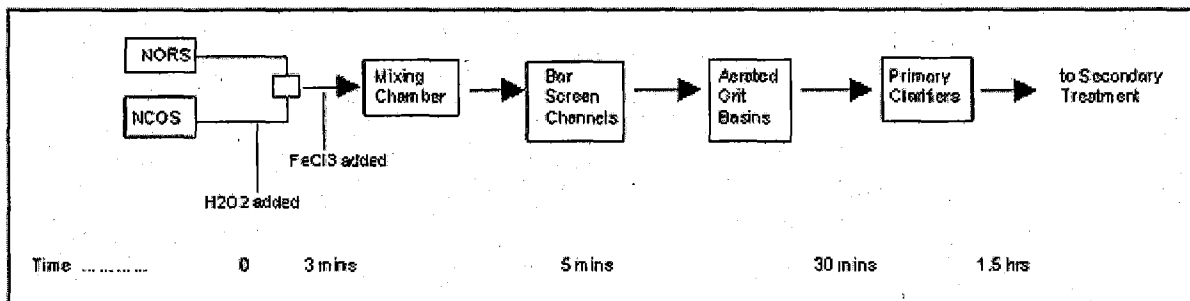 NORS
NCOS
H2O2 added
FeCl3 added
Mixing
Chamber
Bar
Screen
Channels
Aerated
Grit
Basins
Primary
Clarifiers
to Secondary
Treatment
Time ............ 0 3 mins 5 mins 30 mins 1.5 hrs